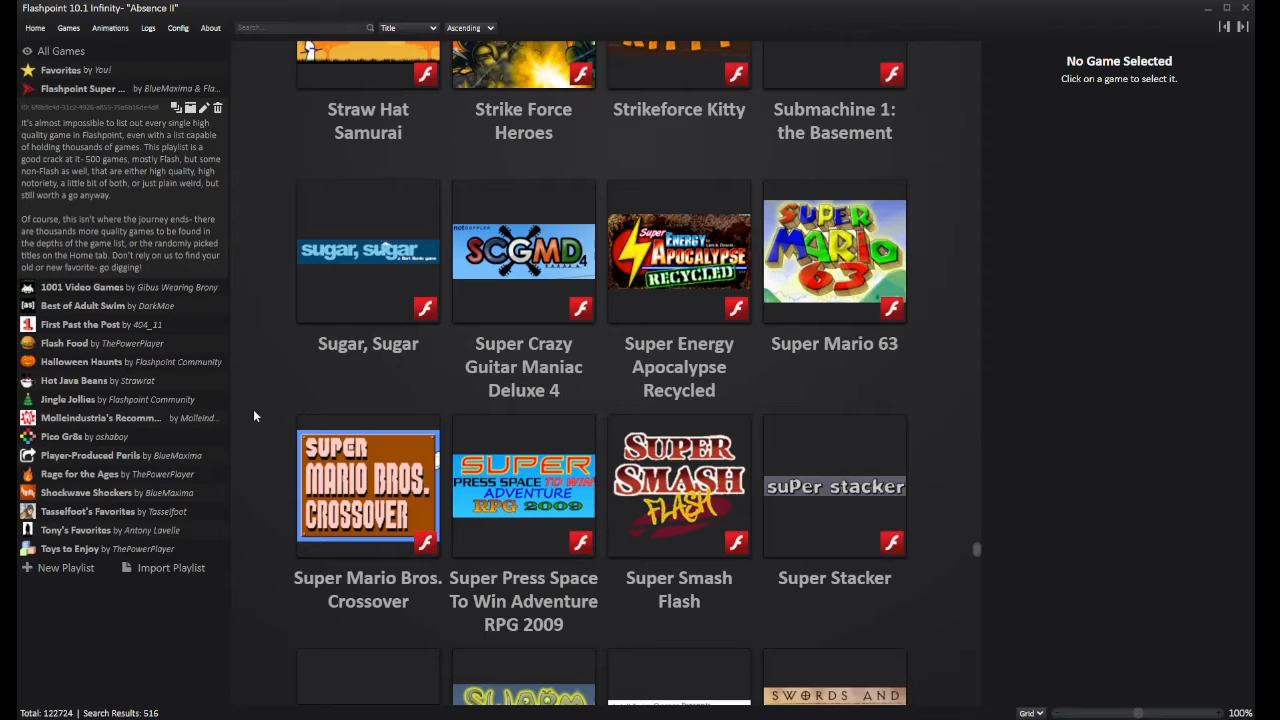 Flashpoint 10.1 Infinity- "Absence II"
Home Games Animations Logs Config About
Search... Title Ascending
All Games
Favorites by You!
Flashpoint Super ... by BlueMaxima & Fla...
It's almost impossible to list out every single high
quality game in Flashpoint, even with a list capable
of holding thousands of games. This playlist is a
good crack at it- 500 games, mostly Flash, but some
non-Flash as well, that are either high quality, high
notoriety, a little bit of both, or just plain weird, but
still worth a go anyway.
Of course, this isn't where the journey ends- there
are thousands more quality games to be found in
the depths of the game list, or the randomly picked
titles on the Home tab. Don't rely on us to find your
old or new favorite- go digging!
1001 Video Games by Gibus Wearing Brony
[as] Best of Adult Swim by DarkMoe
1 First Past the Post by 404_11
Flash Food by ThePowerPlayer
Halloween Haunts by Flashpoint Community
Hot Java Beans by Strawrat
Jingle Jollies by Flashpoint Community
Molleindustria's Recomm... by MolleInd...
Pico Gr8s by oshaboy
Player-Produced Perils by BlueMaxima
Rage for the Ages by ThePowerPlayer
Shockwave Shockers by BlueMaxima
Tasselfoot's Favorites by Tasselfoot
Tony's Favorites by Antony Lavelle
Toys to Enjoy by ThePowerPlayer
New Playlist Import Playlist
Straw Hat
Samurai
Strike Force
Heroes
Strikeforce Kitty
Submachine 1:
the Basement
sugar, sugar
Sugar, Sugar
notDOPPLER
SCGMD
4
Super Crazy
Guitar Maniac
Deluxe 4
Super ENERGY
APOCALYPSE
RECYCLED
Super Energy
Apocalypse
Recycled
SUPER
MARIO
63
Super Mario 63
SUPER
MARIO BROS.
CROSSOVER
Super Mario Bros.
Crossover
SUPER
PRESS SPACE TO WIN
ADVENTURE
RPG 2009
Super Press Space
To Win Adventure
RPG 2009
SUPER
SMASH
FLASH
Super Smash
Flash
suPer stacker
Super Stacker
SWORDS AND
No Game Selected
Click on a game to select it.
Total: 122724 | Search Results: 516
Grid 100%